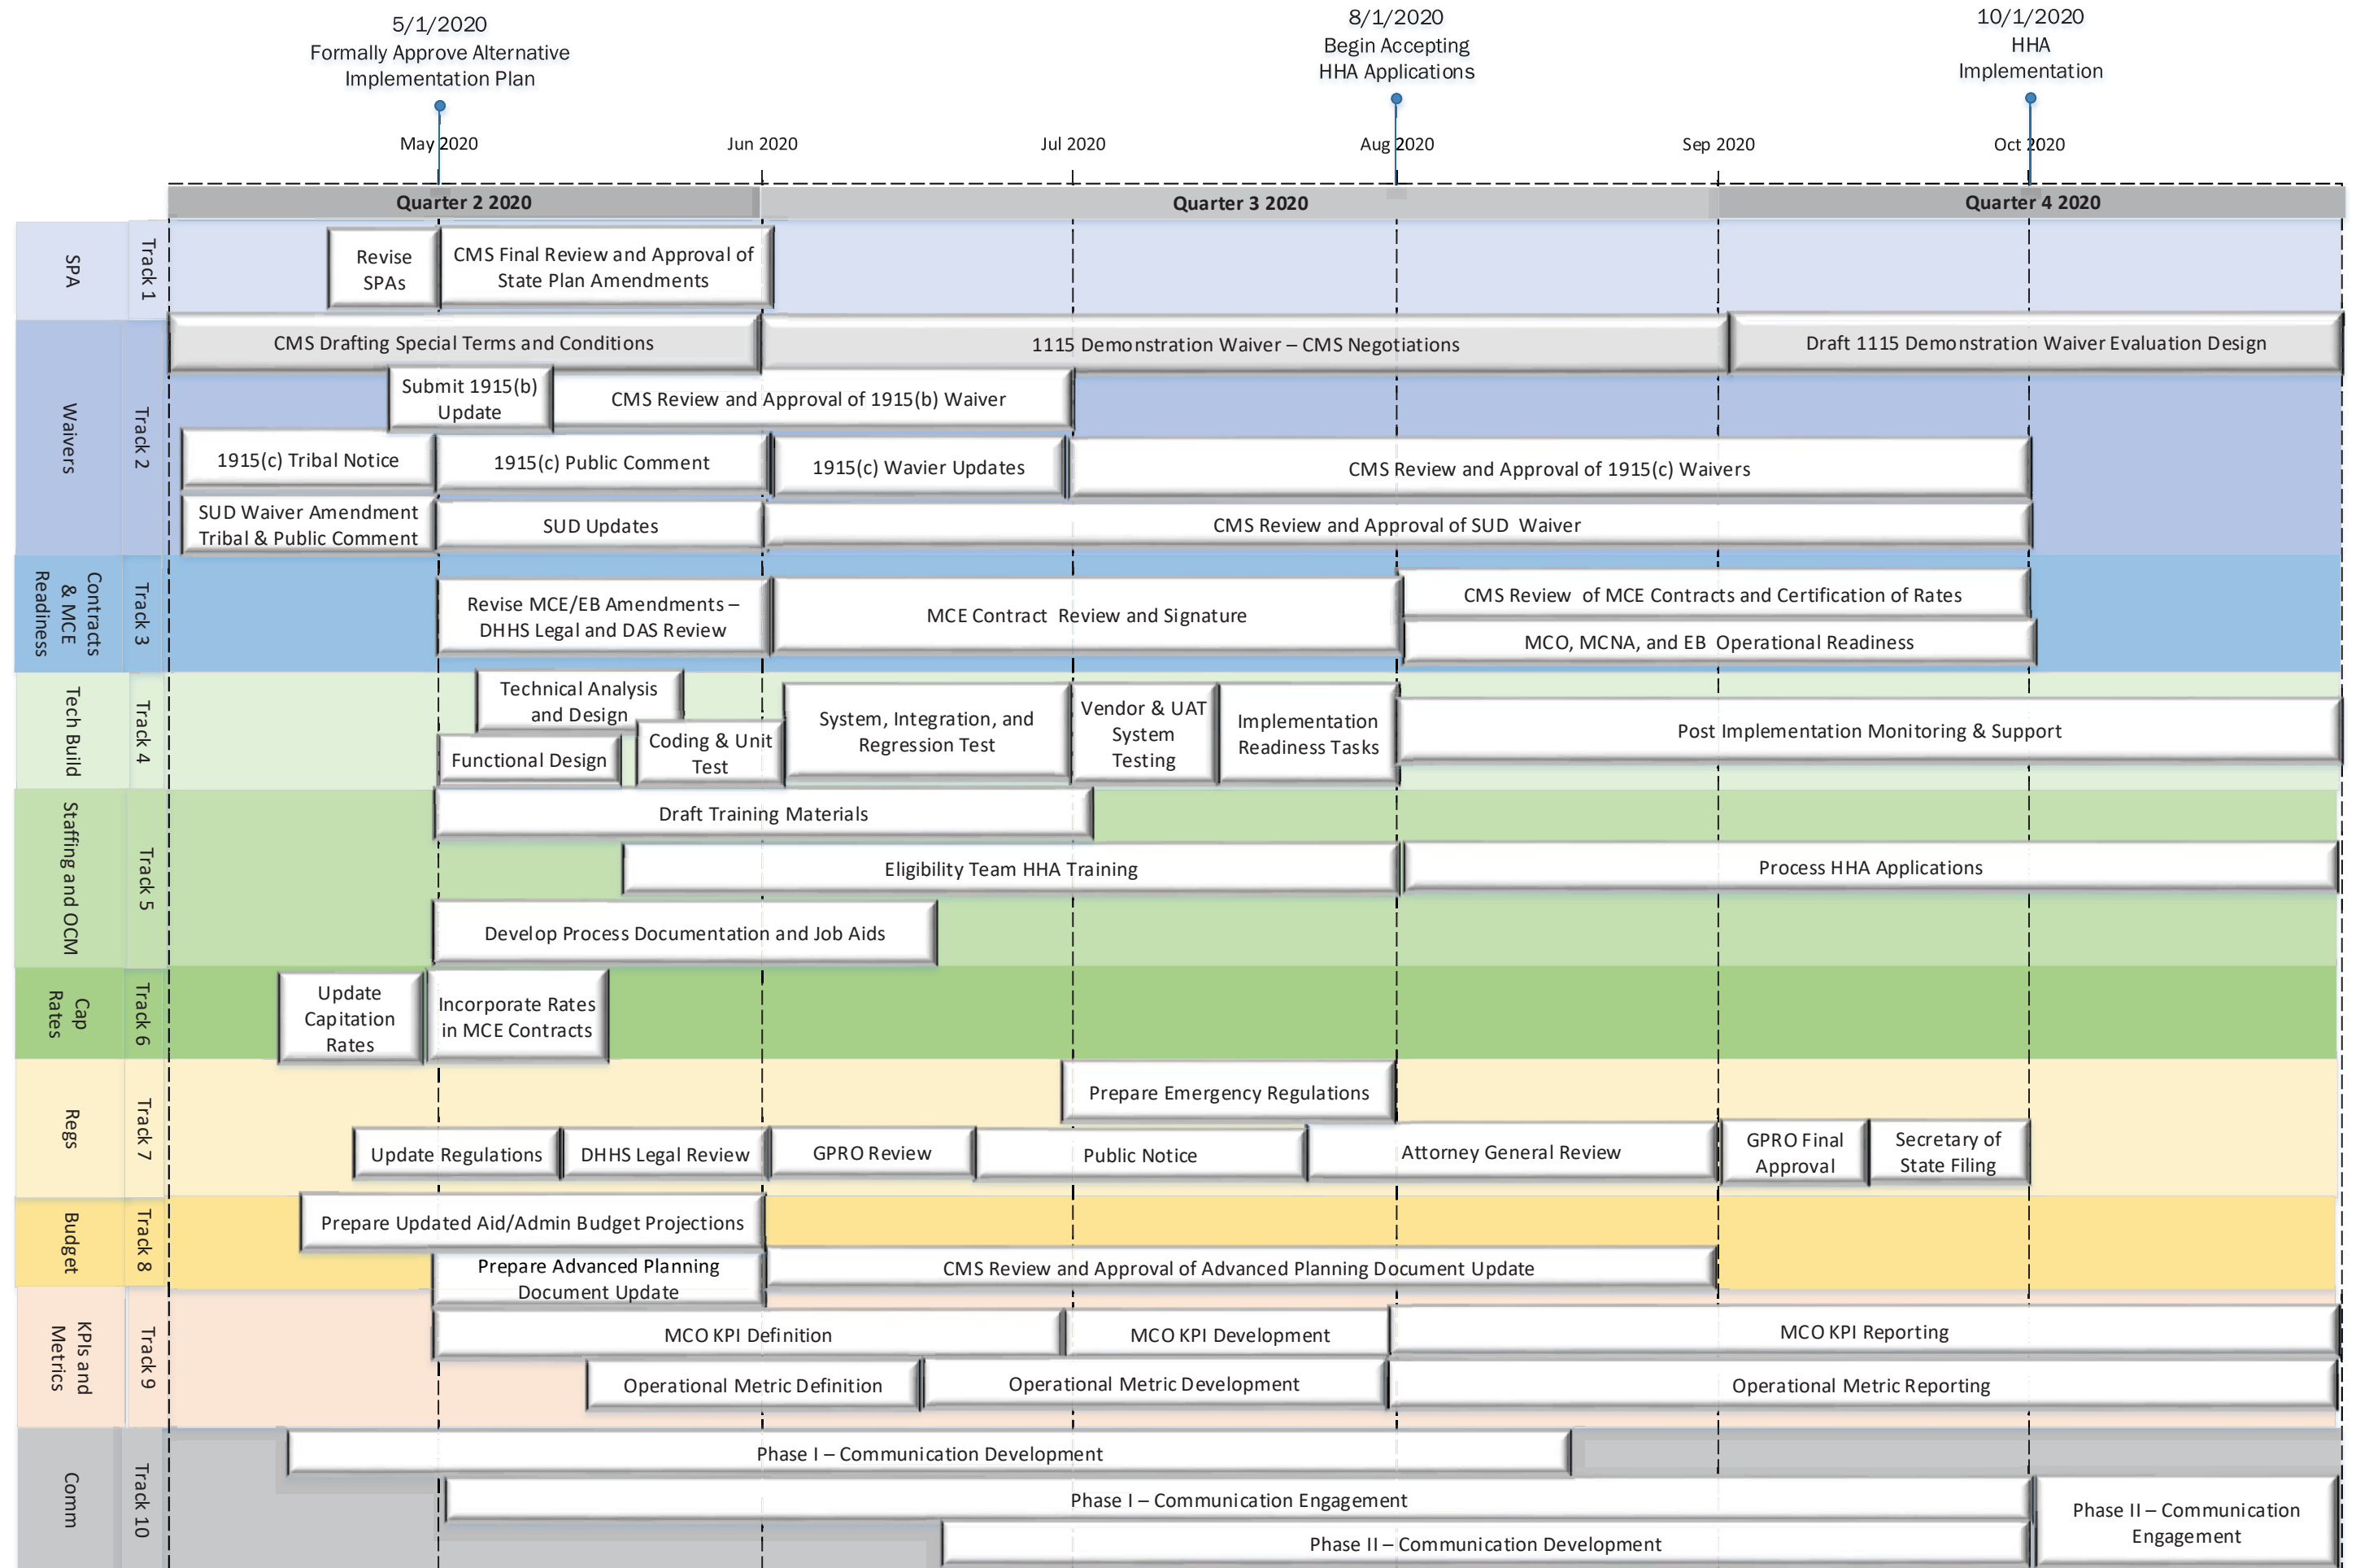 5/1/2020
Formally Approve Alternative
Implementation Plan
8/1/2020
Begin Accepting
HHA Applications
10/1/2020
HHA
Implementation
May 2020
Jun 2020
Jul 2020
Aug 2020
Sep 2020
Oct 2020
Quarter 2 2020
Quarter 3 2020
Quarter 4 2020
SPA
Track 1
Revise
SPAs
CMS Final Review and Approval of
State Plan Amendments
Waivers
Track 2
CMS Drafting Special Terms and Conditions
1115 Demonstration Waiver – CMS Negotiations
Draft 1115 Demonstration Waiver Evaluation Design
Submit 1915(b)
Update
CMS Review and Approval of 1915(b) Waiver
1915(c) Tribal Notice
1915(c) Public Comment
1915(c) Wavier Updates
CMS Review and Approval of 1915(c) Waivers
SUD Waiver Amendment
Tribal & Public Comment
SUD Updates
CMS Review and Approval of SUD Waiver
Contracts
& MCE
Readiness
Track 3
Revise MCE/EB Amendments –
DHHS Legal and DAS Review
MCE Contract Review and Signature
CMS Review of MCE Contracts and Certification of Rates
MCO, MCNA, and EB Operational Readiness
Tech Build
Track 4
Technical Analysis
and Design
Functional Design
Coding & Unit
Test
System, Integration, and
Regression Test
Vendor & UAT
System
Testing
Implementation
Readiness Tasks
Post Implementation Monitoring & Support
Staffing and OCM
Track 5
Draft Training Materials
Eligibility Team HHA Training
Process HHA Applications
Develop Process Documentation and Job Aids
Cap
Rates
Track 6
Update
Capitation
Rates
Incorporate Rates
in MCE Contracts
Regs
Track 7
Prepare Emergency Regulations
Update Regulations
DHHS Legal Review
GPRO Review
Public Notice
Attorney General Review
GPRO Final
Approval
Secretary of
State Filing
Budget
Track 8
Prepare Updated Aid/Admin Budget Projections
Prepare Advanced Planning
Document Update
CMS Review and Approval of Advanced Planning Document Update
KPIs and
Metrics
Track 9
MCO KPI Definition
MCO KPI Development
MCO KPI Reporting
Operational Metric Definition
Operational Metric Development
Operational Metric Reporting
Comm
Track 10
Phase I – Communication Development
Phase I – Communication Engagement
Phase II – Communication Development
Phase II – Communication
Engagement